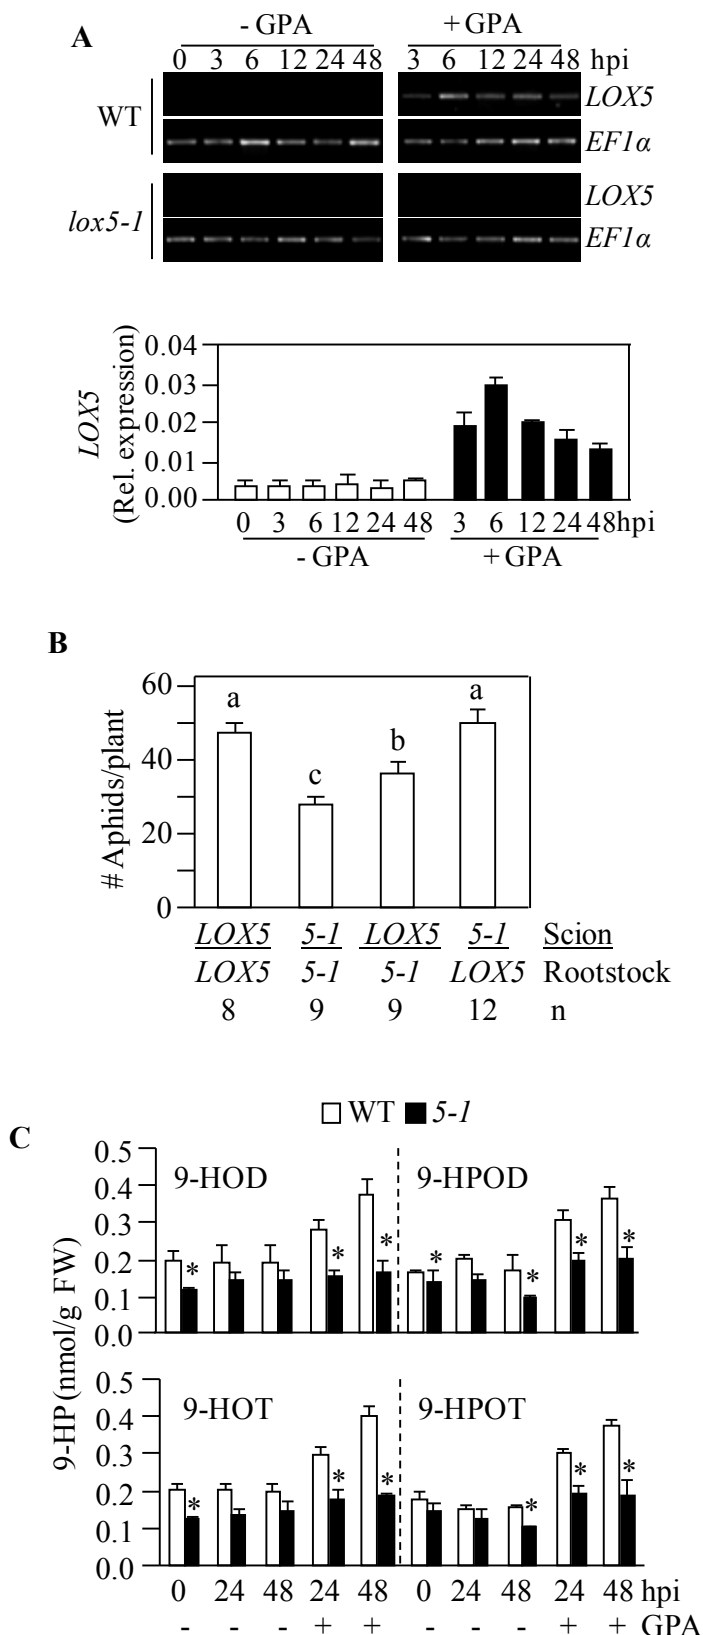 A
- GPA + GPA
0 3 6 12 24 48 3 6 12 24 48 hpi
WT
LOX5
EF1α
lox5-1
LOX5
EF1α
LOX5
(Rel. expression)
0.04
0.03
0.02
0.01
0.00
0 3 6 12 24 48 3 6 12 24 48hpi
- GPA + GPA
B
# Aphids/plant
60
40
20
0
a
c
b
a
LOX5 5-1 LOX5 5-1 Scion
LOX5 5-1 5-1 LOX5 Rootstock
8 9 9 12 n
C
WT 5-1
9-HP (nmol/g FW)
0.5
0.4
0.3
0.2
0.1
0.0
9-HOD 9-HPOD
* * * * * * *
0.5
0.4
0.3
0.2
0.1
0.0
9-HOT 9-HPOT
* * * * * *
0 24 48 24 48 0 24 48 24 48 hpi
- - - + + - - - + + GPA